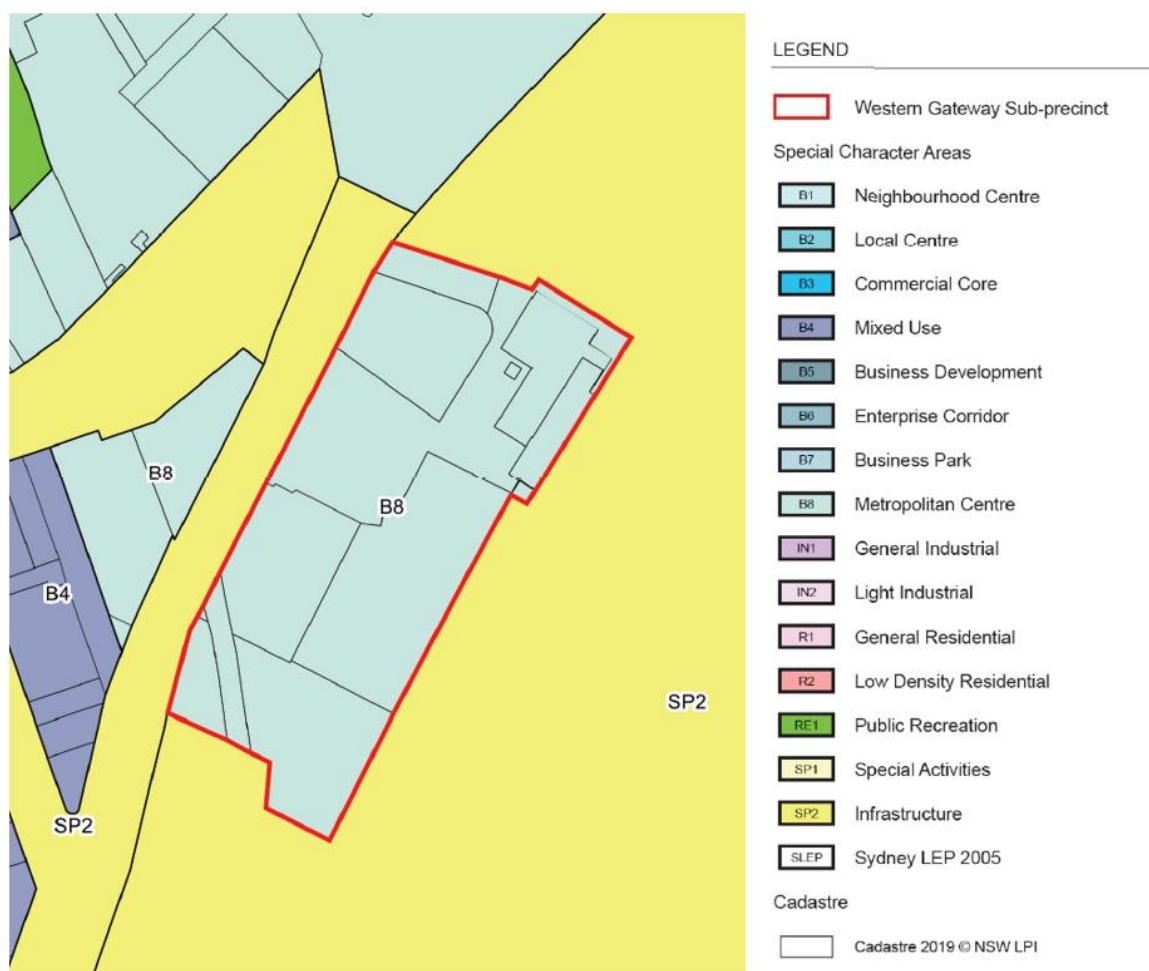 B8
B8
B4
SP2
SP2
LEGEND
Western Gateway Sub-precinct
Special Character Areas
B1 Neighbourhood Centre
B2 Local Centre
B3 Commercial Core
B4 Mixed Use
B5 Business Development
B6 Enterprise Corridor
B7 Business Park
B8 Metropolitan Centre
IN1 General Industrial
IN2 Light Industrial
R1 General Residential
R2 Low Density Residential
RE1 Public Recreation
SP1 Special Activities
SP2 Infrastructure
SLEP Sydney LEP 2005
Cadastre
Cadastre 2019 © NSW LPI